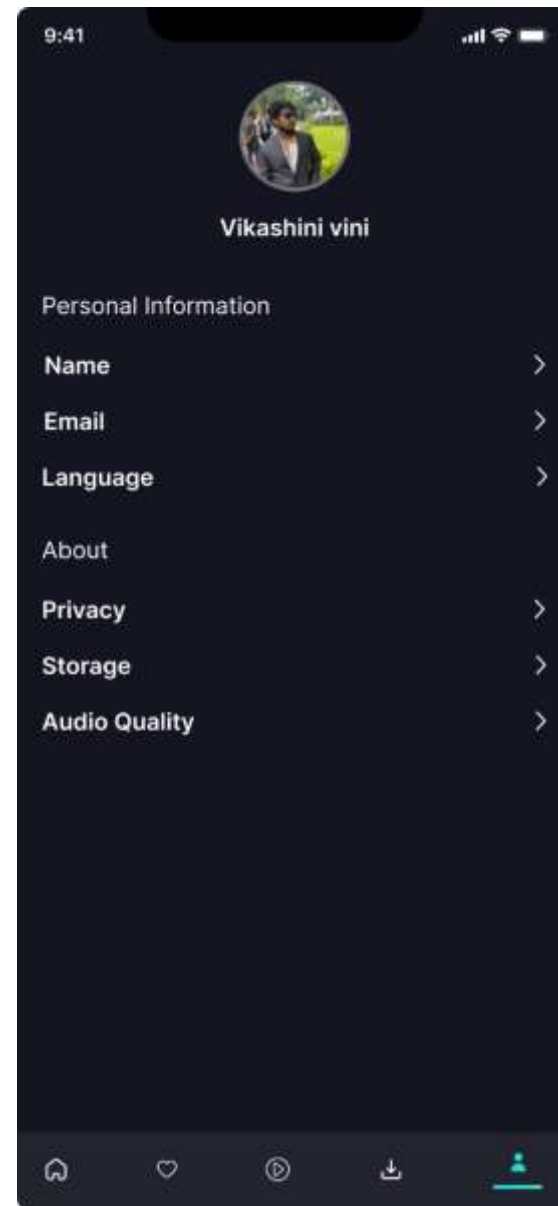 9:41
Vikashini vini
Personal Information
Name
Email
Language
About
Privacy
Storage
Audio Quality